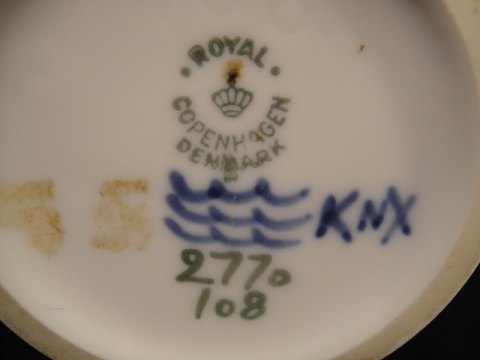 • ROYAL •
COPENHAGEN
DENMARK
KNX
2770
108